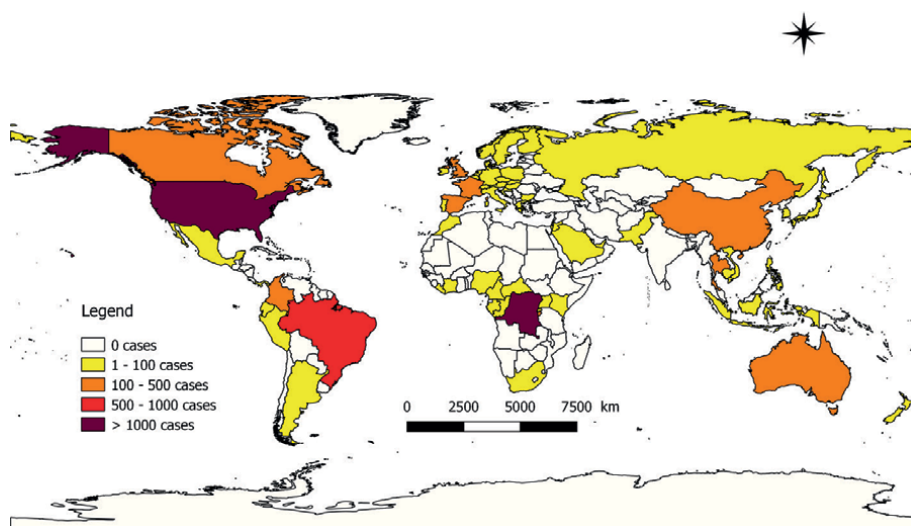 Legend
0 cases
1 - 100 cases
100 - 500 cases
500 - 1000 cases
> 1000 cases
0 2500 5000 7500 km